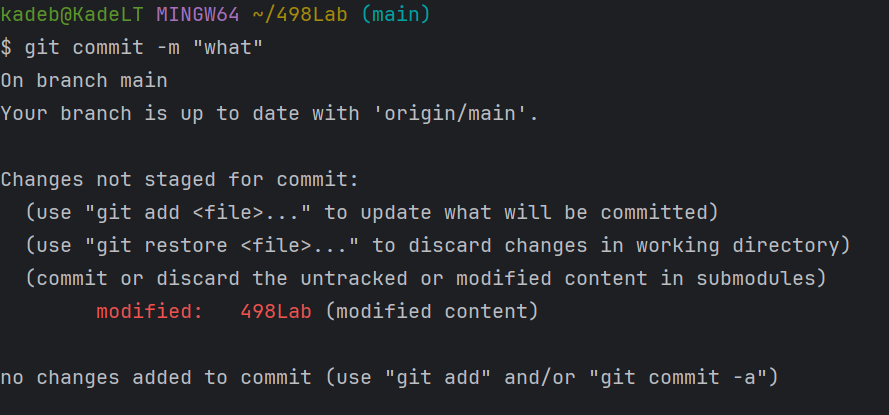 kadeb@KadeLT MINGW64 ~/498Lab (main)
$ git commit -m "what"
On branch main
Your branch is up to date with 'origin/main'.

Changes not staged for commit:
  (use "git add <file>..." to update what will be committed)
  (use "git restore <file>..." to discard changes in working directory)
  (commit or discard the untracked or modified content in submodules)
        modified:   498Lab (modified content)

no changes added to commit (use "git add" and/or "git commit -a")